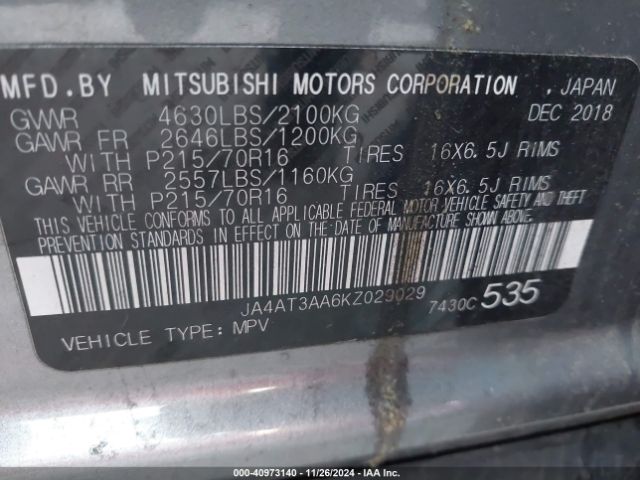 MFD.BY MITSUBISHI MOTORS CORPORATION , JAPAN
GVWR 4630LBS/2100KG DEC 2018
GAWR FR 2646LBS/1200KG
WITH P215/70R16 TIRES 16X6.5J RIMS
GAWR RR 2557LBS/1160KG
WITH P215/70R16 TIRES 16X6.5J RIMS
THIS VEHICLE CONFORMS TO ALL APPLICABLE FEDERAL MOTOR VEHICLE SAFETY AND THEFT
PREVENTION STANDARDS IN EFFECT ON THE DATE OF MANUFACTURE SHOWN ABOVE.
JA4AT3AA6KZ029029 7430C 535
VEHICLE TYPE: MPV
000-40973140 - 11/26/2024 - IAAI.COM